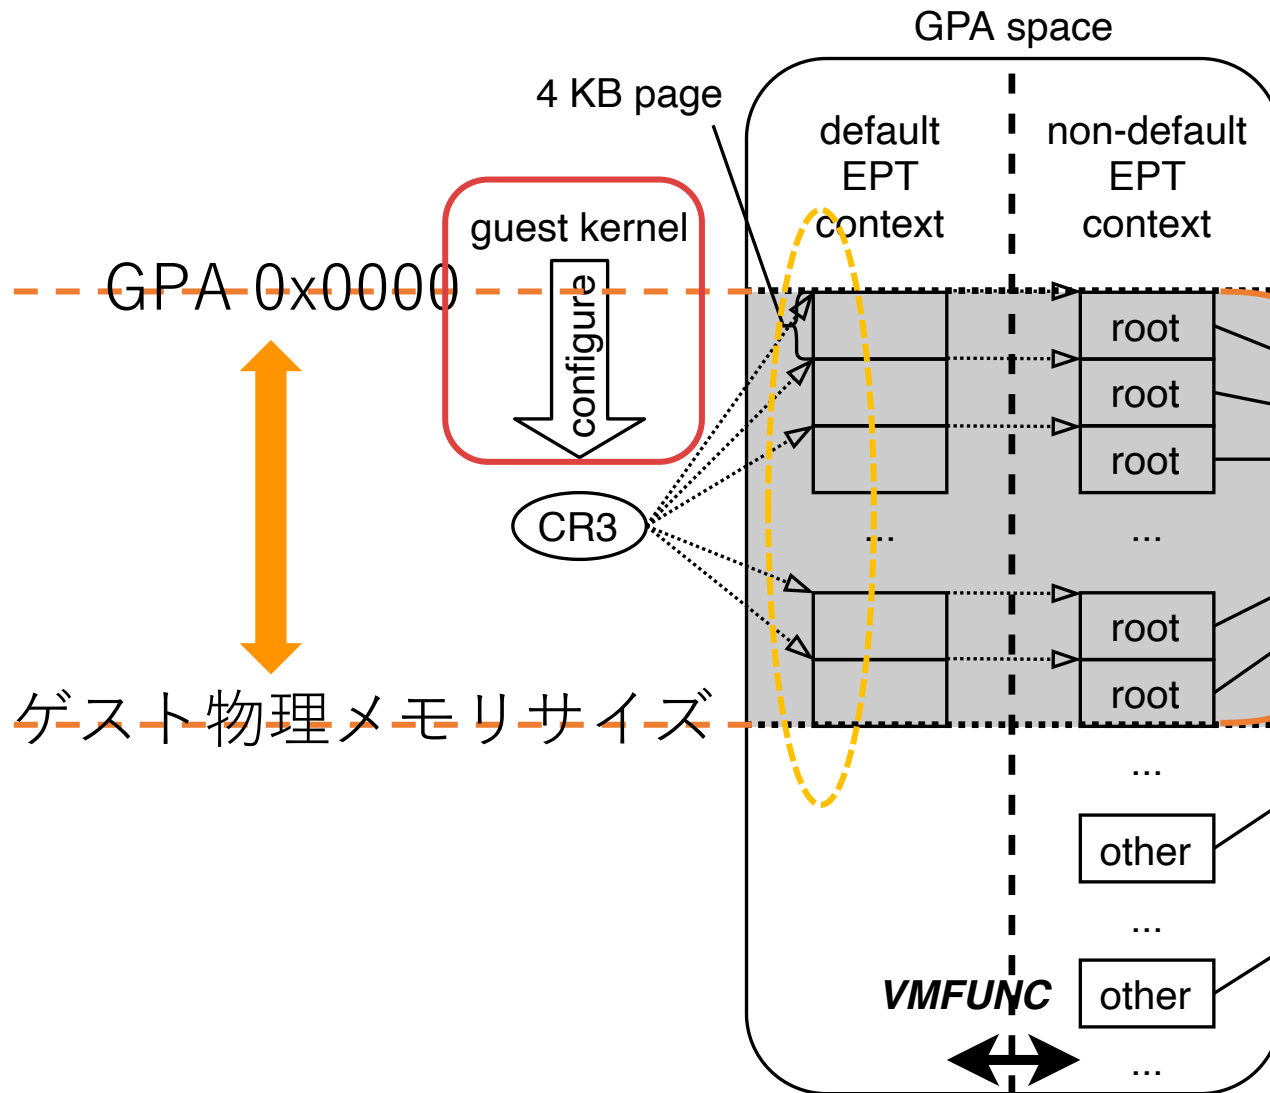 GPA space
4 KB page
default
EPT
context
non-default
EPT
context
guest kernel
configure
GPA 0x0000
CR3
root
root
root
...
...
root
root
ゲスト物理メモリサイズ
...
other
...
VMFUNC
other
...